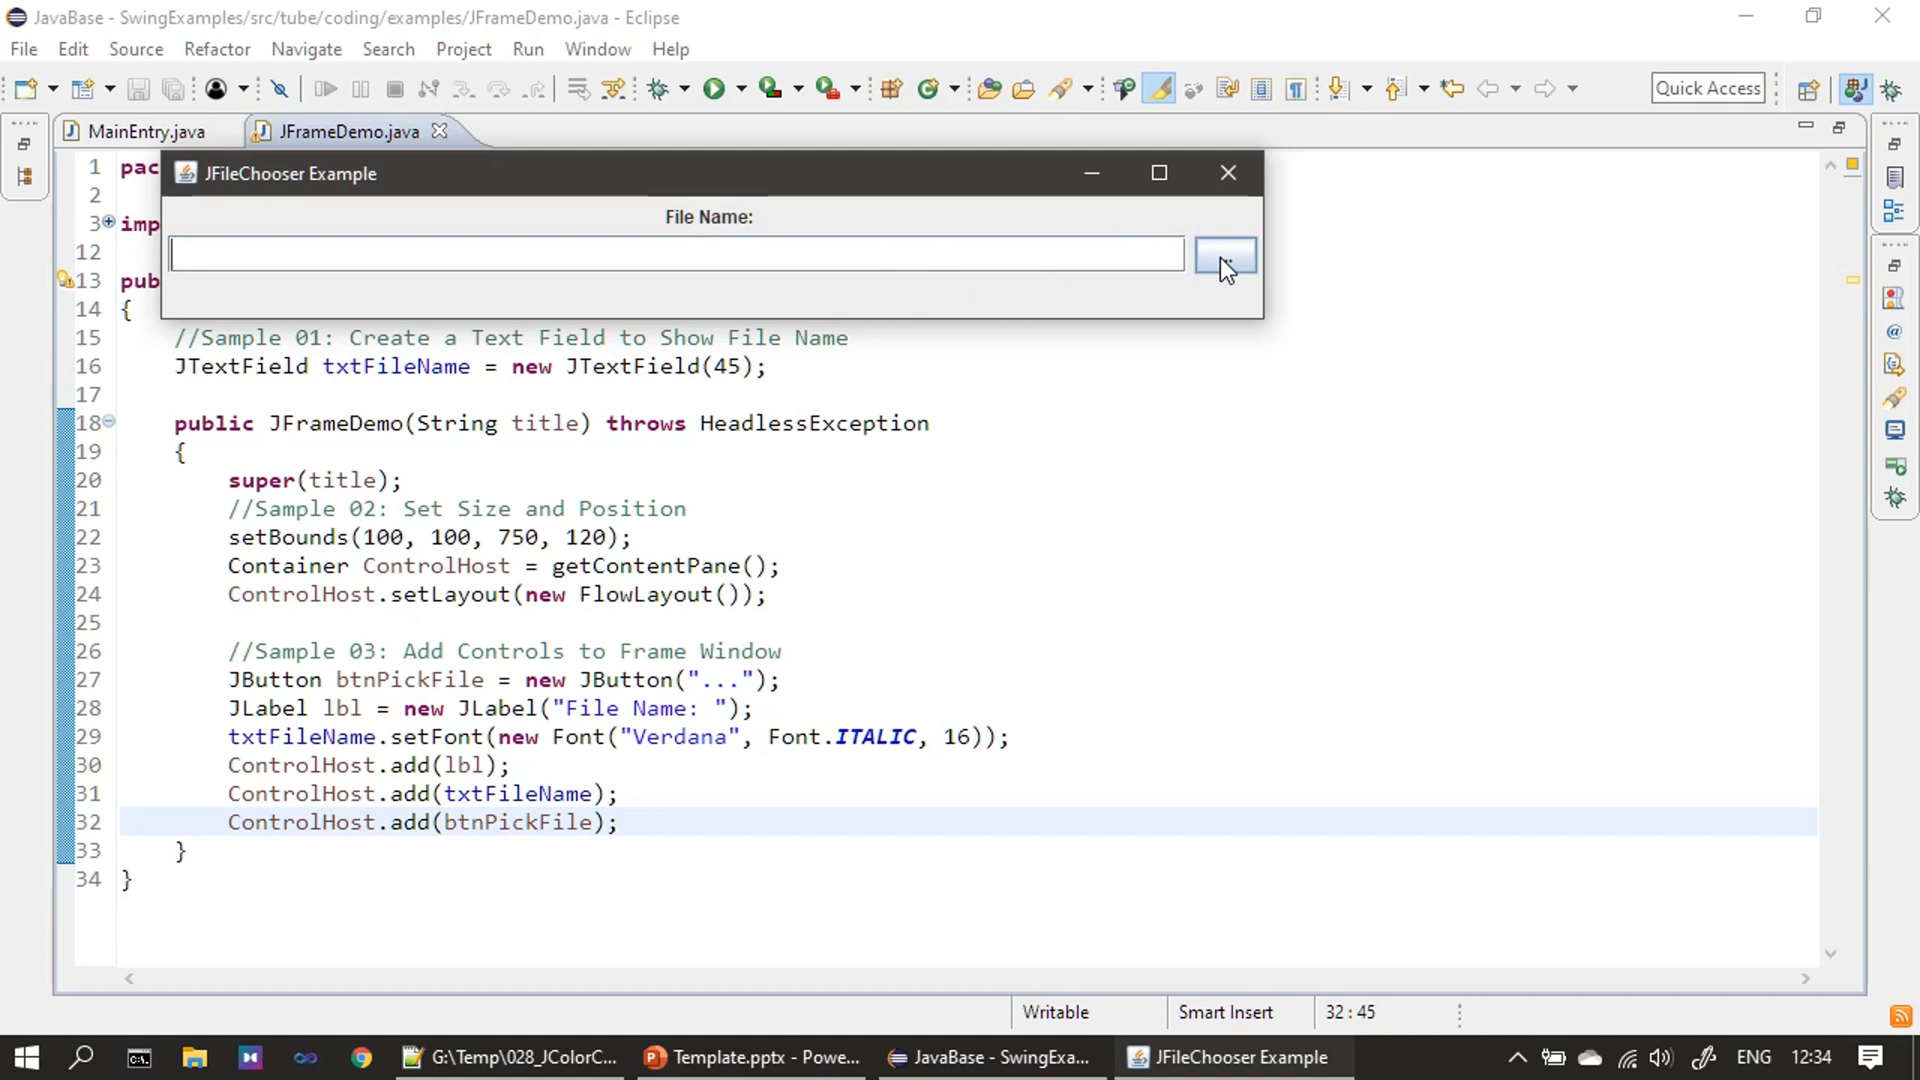 JavaBase - SwingExamples/src/tube/coding/examples/JFrameDemo.java - Eclipse
File Edit Source Refactor Navigate Search Project Run Window Help
Quick Access
MainEntry.java JFrameDemo.java
JFileChooser Example
File Name:
1 pac
2
3 imp
12
13 pub
14 {
15 //Sample 01: Create a Text Field to Show File Name
16 JTextField txtFileName = new JTextField(45);
17
18 public JFrameDemo(String title) throws HeadlessException
19 {
20 super(title);
21 //Sample 02: Set Size and Position
22 setBounds(100, 100, 750, 120);
23 Container ControlHost = getContentPane();
24 ControlHost.setLayout(new FlowLayout());
25
26 //Sample 03: Add Controls to Frame Window
27 JButton btnPickFile = new JButton("...");
28 JLabel lbl = new JLabel("File Name: ");
29 txtFileName.setFont(new Font("Verdana", Font.ITALIC, 16));
30 ControlHost.add(lbl);
31 ControlHost.add(txtFileName);
32 ControlHost.add(btnPickFile);
33 }
34 }
Writable Smart Insert 32 : 45
G:\Temp\028_JColorC... Template.pptx - Powe... JavaBase - SwingExa... JFileChooser Example ENG 12:34